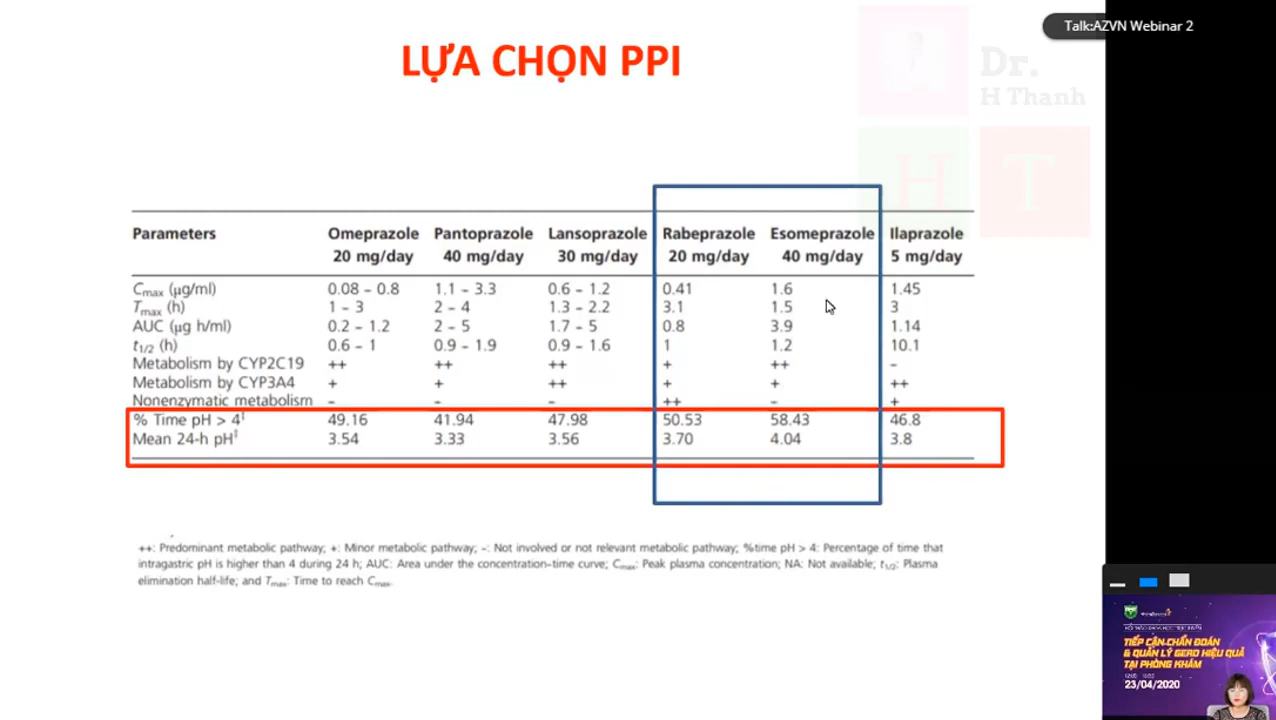 Talk:AZVN Webinar 2
LỰA CHỌN PPI
Dr.
H Thanh
H T
Parameters Omeprazole 20 mg/day Pantoprazole 40 mg/day Lansoprazole 30 mg/day Rabeprazole 20 mg/day Esomeprazole 40 mg/day Ilaprazole 5 mg/day
Cmax (µg/ml) 0.08 – 0.8 1.1 – 3.3 0.6 – 1.2 0.41 1.6 1.45
Tmax (h) 1 – 3 2 – 4 1.3 – 2.2 3.1 1.5 3
AUC (µg h/ml) 0.2 – 1.2 2 – 5 1.7 – 5 0.8 3.9 1.14
t1/2 (h) 0.6 – 1 0.9 – 1.9 0.9 – 1.6 1 1.2 10.1
Metabolism by CYP2C19 ++ ++ ++ + ++ –
Metabolism by CYP3A4 + + ++ + + ++
Nonenzymatic metabolism – – – ++ – +
% Time pH > 4‡ 49.16 41.94 47.98 50.53 58.43 46.8
Mean 24-h pH† 3.54 3.33 3.56 3.70 4.04 3.8
++: Predominant metabolic pathway; +: Minor metabolic pathway; –: Not involved or not relevant metabolic pathway; %time pH > 4: Percentage of time that
intragastric pH is higher than 4 during 24 h; AUC: Area under the concentration–time curve; Cmax: Peak plasma concentration; NA: Not available; t1/2: Plasma
elimination half-life; and Tmax: Time to reach Cmax.
TIẾP CẬN CHẨN ĐOÁN
& QUẢN LÝ GERD HIỆU QUẢ
TẠI PHÒNG KHÁM
23/04/2020